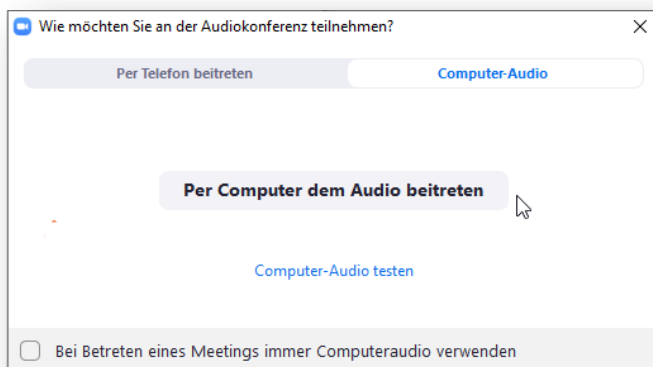 Wie möchten Sie an der Audiokonferenz teilnehmen?
Per Telefon beitreten
Computer-Audio
Per Computer dem Audio beitreten
Computer-Audio testen
Bei Betreten eines Meetings immer Computeraudio verwenden